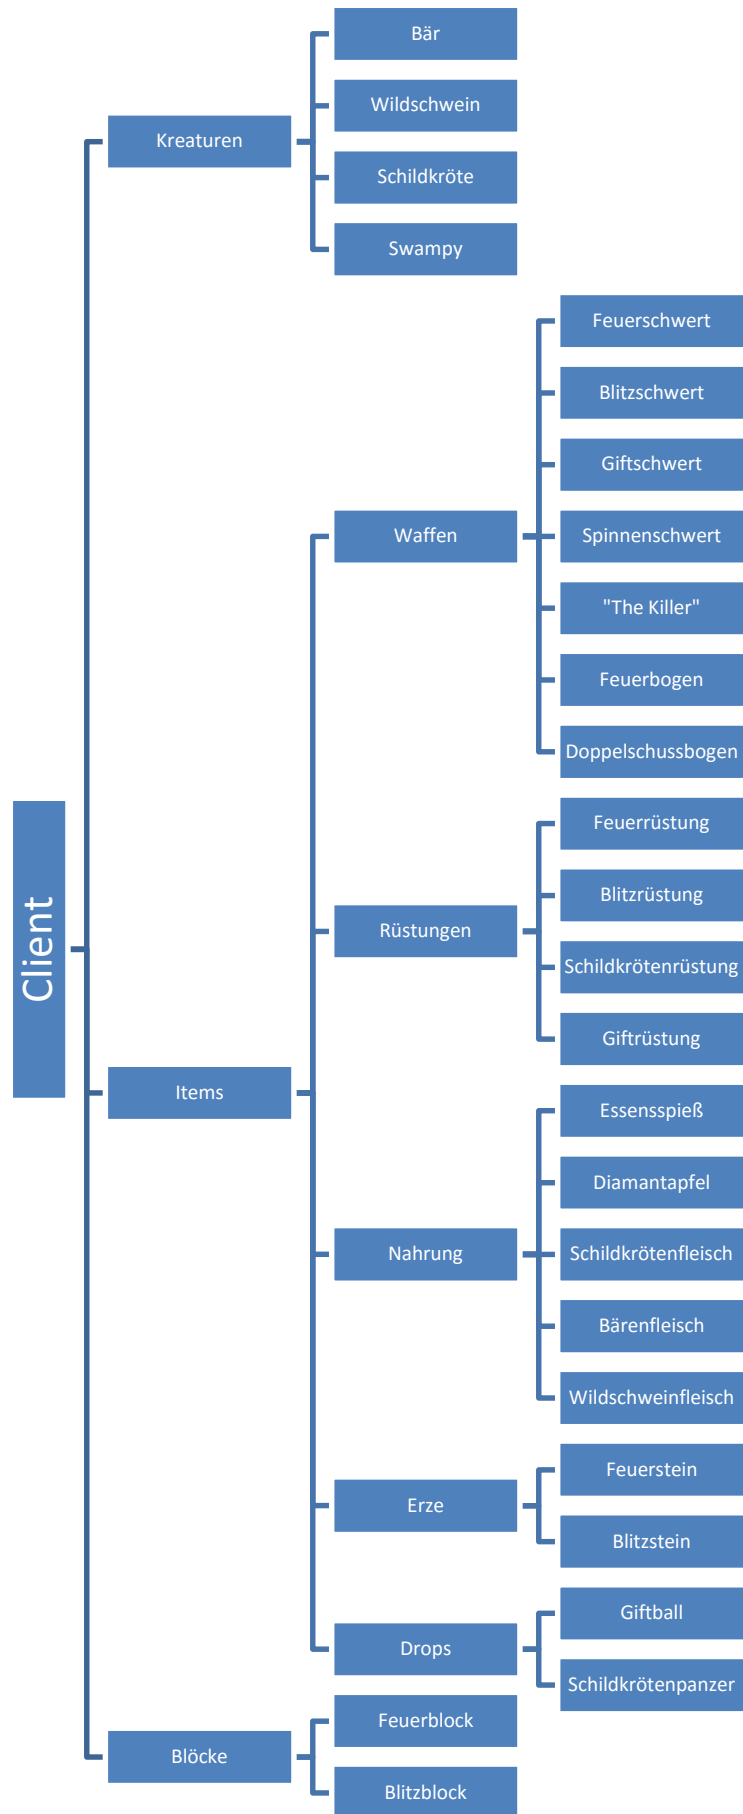 Client
Kreaturen
Bär
Wildschwein
Schildkröte
Swampy
Items
Waffen
Feuerschwert
Blitzschwert
Giftschwert
Spinnenschwert
"The Killer"
Feuerbogen
Doppelschussbogen
Rüstungen
Feuerrüstung
Blitzrüstung
Schildkrötenrüstung
Giftrüstung
Nahrung
Essensspieß
Diamantapfel
Schildkrötenfleisch
Bärenfleisch
Wildschweinfleisch
Erze
Feuerstein
Blitzstein
Drops
Giftball
Schildkrötenpanzer
Blöcke
Feuerblock
Blitzblock